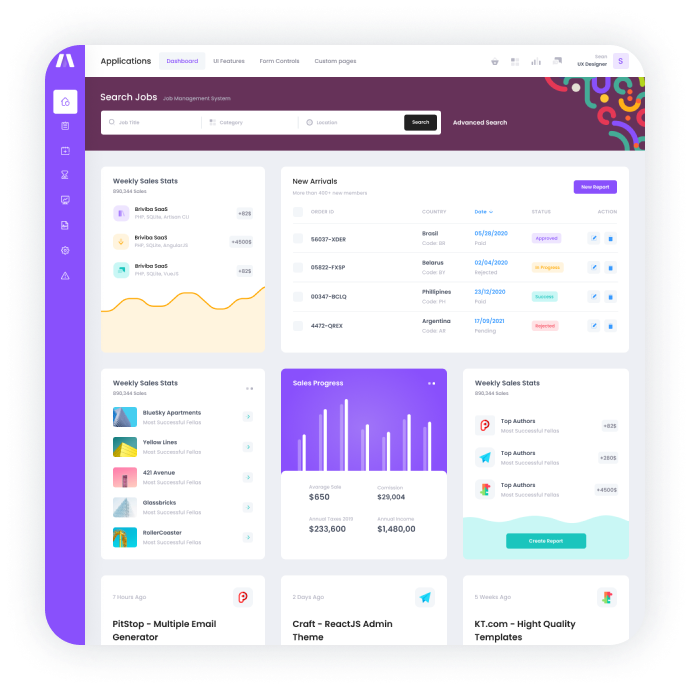 Applications
Dashboard
UI Features
Form Controls
Custom pages
Sean
UX Designer
S
Search Jobs
Job Management System
Job Title
Category
Location
Search
Advanced Search
Weekly Sales Stats
890,344 Sales
Briviba SaaS
PHP, SQLite, Artisan CLI
+82$
Briviba SaaS
PHP, SQLite, AngularJS
+4500$
Briviba SaaS
PHP, SQLite, VueJS
+82$
New Arrivals
More than 400+ new members
New Report
ORDER ID
COUNTRY
Date
STATUS
ACTION
56037-XDER
Brasil
Code: BR
05/28/2020
Paid
Approved
05822-FXSP
Belarus
Code: BY
02/04/2020
Rejected
In Progress
00347-BCLQ
Phillipines
Code: PH
23/12/2020
Paid
Success
4472-QREX
Argentina
Code: AR
17/09/2021
Pending
Rejected
Weekly Sales Stats
890,344 Sales
BlueSky Apartments
Most Successful Fellas
Yellow Lines
Most Successful Fellas
421 Avenue
Most Successful Fellas
Glassbricks
Most Successful Fellas
RollerCoaster
Most Successful Fellas
Sales Progress
Avarage Sale
$650
Comission
$29,004
Annual Taxes 2019
$233,600
Annual Income
$1,480,00
Weekly Sales Stats
890,344 Sales
Top Authors
Most Successful Fellas
+82$
Top Authors
Most Successful Fellas
+280$
Top Authors
Most Successful Fellas
+4500$
Create Report
7 Hours Ago
PitStop - Multiple Email
Generator
2 Days Ago
Craft - ReactJS Admin
Theme
5 Weeks Ago
KT.com - Hight Quality
Templates